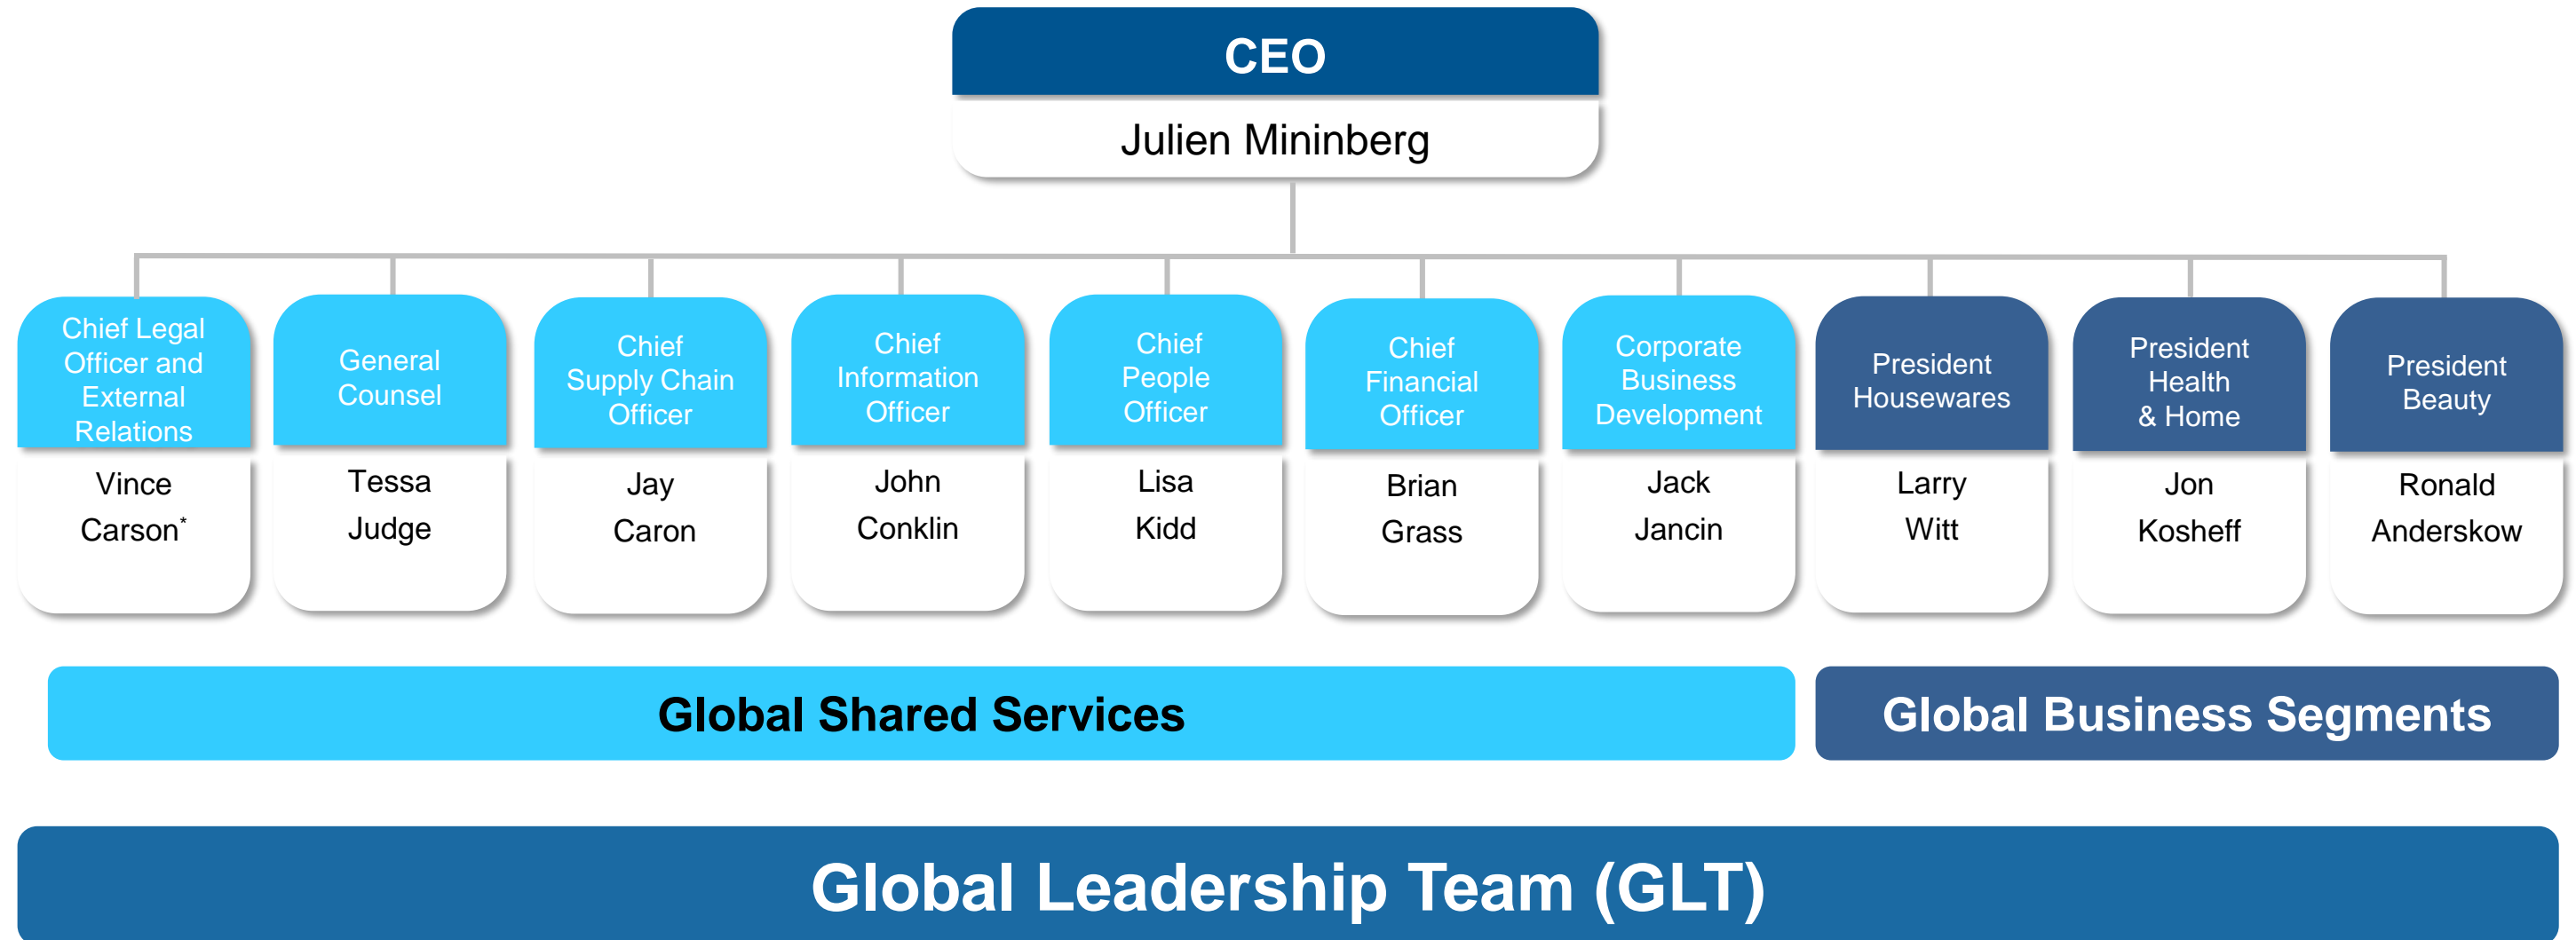 CEO
Julien Mininberg
Chief Legal
Officer and
External
Relations
Vince
Carson*
General
Counsel
Tessa
Judge
Chief
Supply Chain
Officer
Jay
Caron
Chief
Information
Officer
John
Conklin
Chief
People
Officer
Lisa
Kidd
Chief
Financial
Officer
Brian
Grass
Corporate
Business
Development
Jack
Jancin
President
Housewares
Larry
Witt
President
Health
& Home
Jon
Kosheff
President
Beauty
Ronald
Anderskow
Global Shared Services
Global Business Segments
Global Leadership Team (GLT)